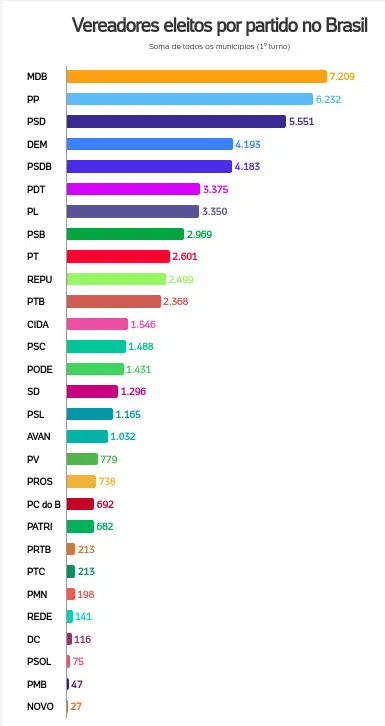 Vereadores eleitos por partido no Brasil
Soma de todos os municípios (1º turno)
MDB 7.209
PP 6.232
PSD 5.551
DEM 4.193
PSDB 4.183
PDT 3.375
PL 3.350
PSB 2.969
PT 2.601
REPU 2.499
PTB 2.368
CIDA 1.546
PSC 1.488
PODE 1.431
SD 1.296
PSL 1.165
AVAN 1.032
PV 779
PROS 738
PC do B 692
PATRI 682
PRTB 213
PTC 213
PMN 198
REDE 141
DC 116
PSOL 75
PMB 47
NOVO 27